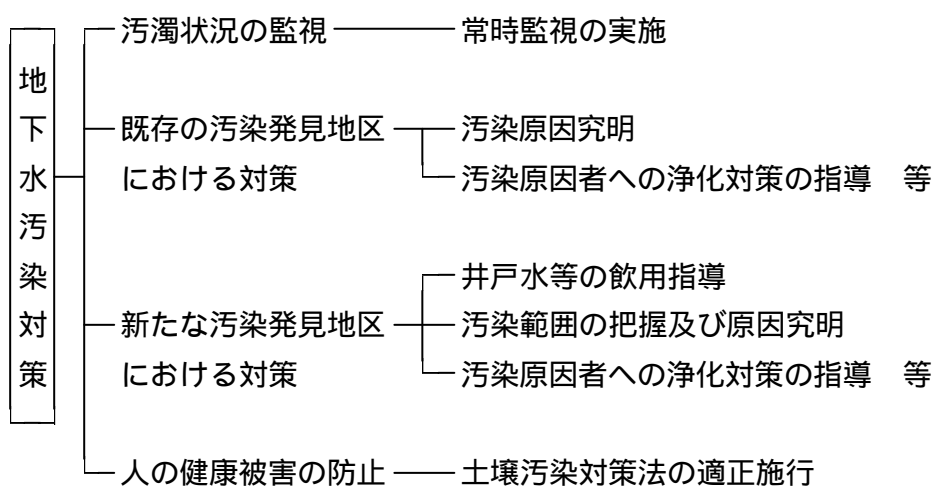 地下水汚染対策
汚濁状況の監視 常時監視の実施
既存の汚染発見地区 汚染原因究明
における対策 汚染原因者への浄化対策の指導 等
井戸水等の飲用指導
新たな汚染発見地区 汚染範囲の把握及び原因究明
における対策 汚染原因者への浄化対策の指導 等
人の健康被害の防止 土壌汚染対策法の適正施行